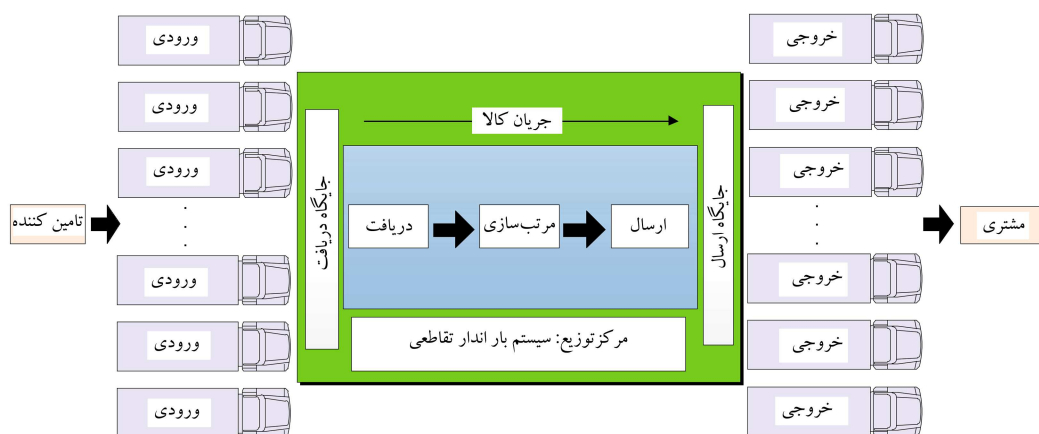 ورودی
ورودی
ورودی
ورودی
ورودی
ورودی
تامین کننده
جایگاه دریافت
جریان کالا
دریافت
مرتب‌سازی
ارسال
مرکزتوزیع: سیستم بار اندار تقاطعی
جایگاه ارسال
خروجی
خروجی
خروجی
خروجی
خروجی
خروجی
مشتری